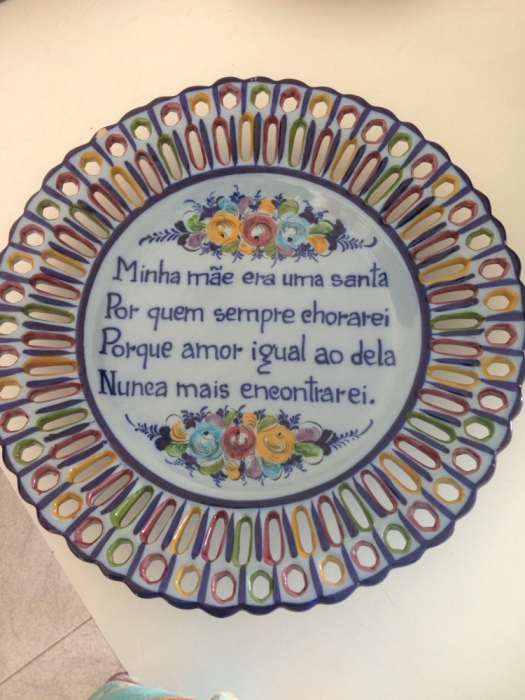 Minha mãe era uma santa
Por quem sempre chorarei
Porque amor igual ao dela
Nunca mais encontrarei.